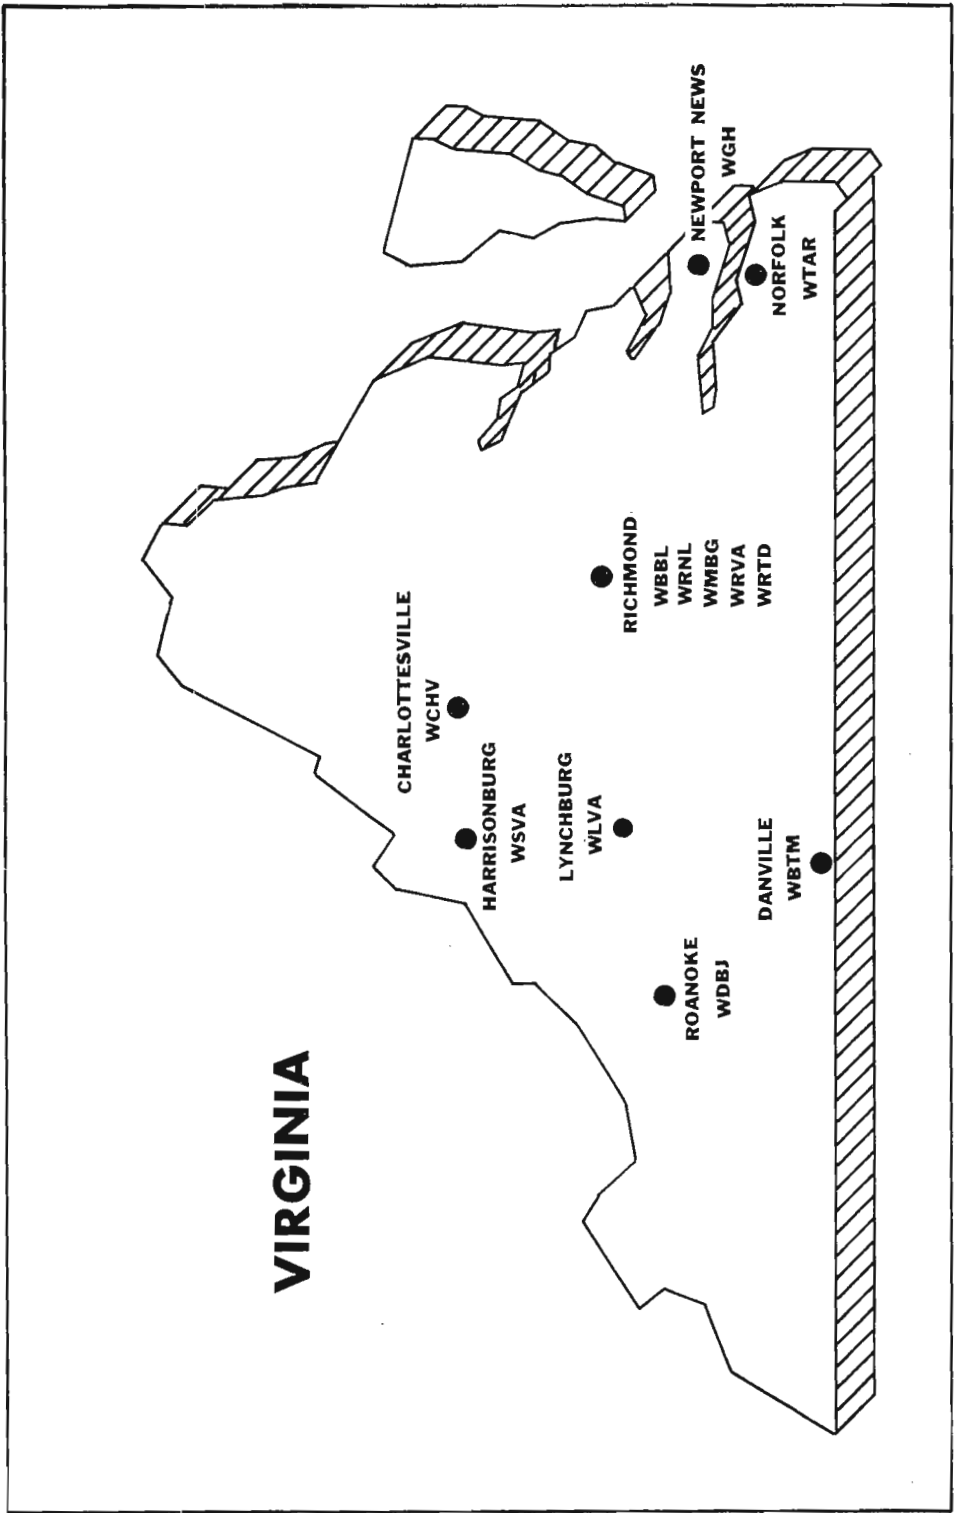 VIRGINIA
CHARLOTTESVILLE
WCHV
HARRISONBURG
WSVA
LYNCHBURG
WLVA
RICHMOND
WBBL
WRNL
WMBG
WRVA
WRTD
NEWPORT NEWS
WGH
NORFOLK
WTAR
ROANOKE
WDBJ
DANVILLE
WBTM